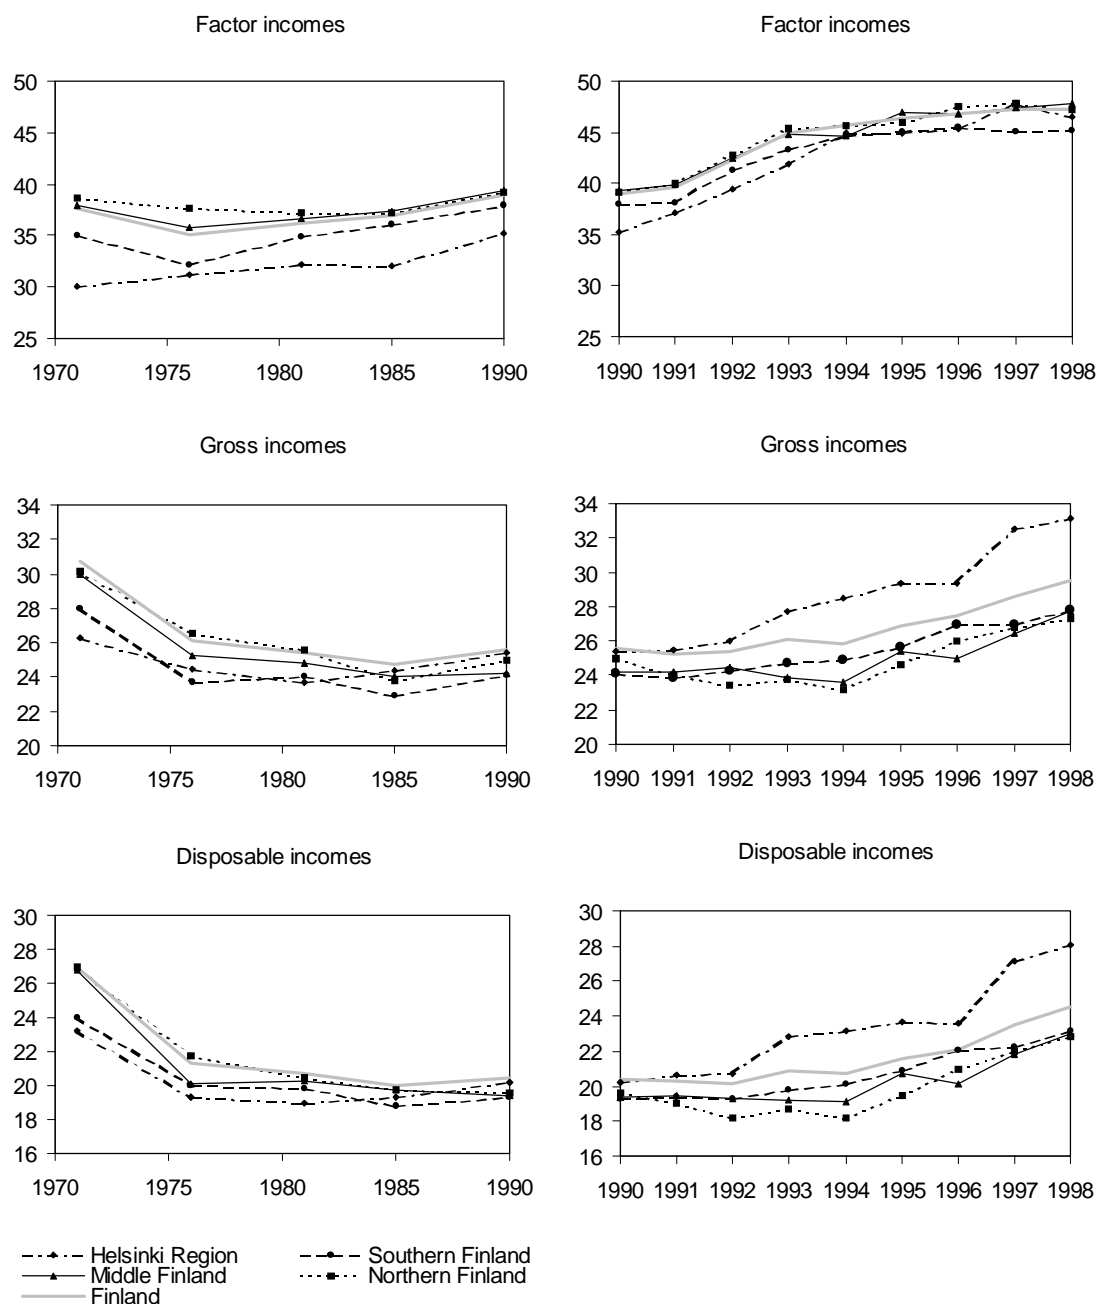 Factor incomes
Factor incomes
50
45
40
35
30
25
1970 1975 1980 1985 1990
50
45
40
35
30
25
1990 1991 1992 1993 1994 1995 1996 1997 1998
Gross incomes
Gross incomes
34
32
30
28
26
24
22
20
1970 1975 1980 1985 1990
34
32
30
28
26
24
22
20
1990 1991 1992 1993 1994 1995 1996 1997 1998
Disposable incomes
Disposable incomes
30
28
26
24
22
20
18
16
1970 1975 1980 1985 1990
30
28
26
24
22
20
18
16
1990 1991 1992 1993 1994 1995 1996 1997 1998
Helsinki Region Southern Finland
Middle Finland Northern Finland
Finland